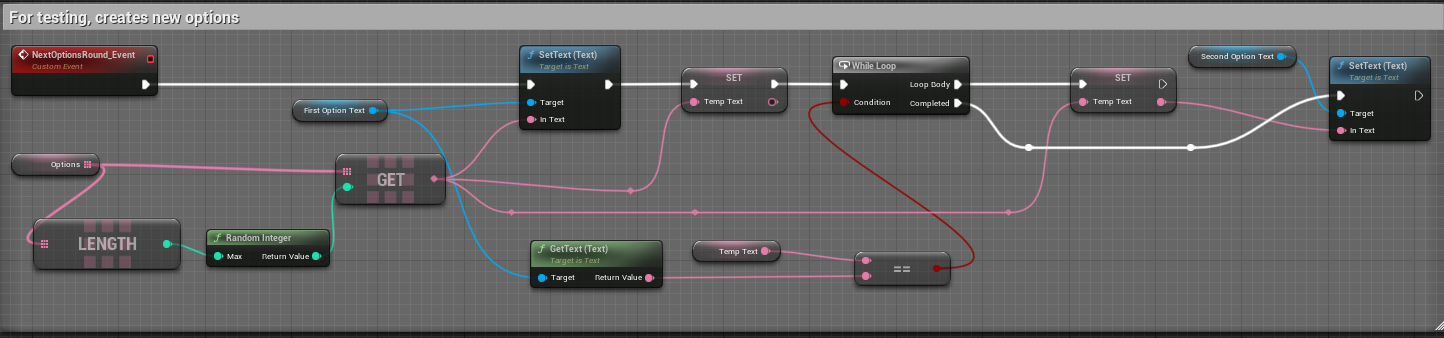 For testing, creates new options
NextOptionsRound_Event
Custom Event
First Option Text
SetText (Text)
Target is Text
Target
In Text
SET
Temp Text
While Loop
Loop Body
Condition
Completed
SET
Temp Text
Second Option Text
SetText (Text)
Target is Text
Target
In Text
Options
GET
LENGTH
Random Integer
Max
Return Value
GetText (Text)
Target is Text
Target
Return Value
Temp Text
==